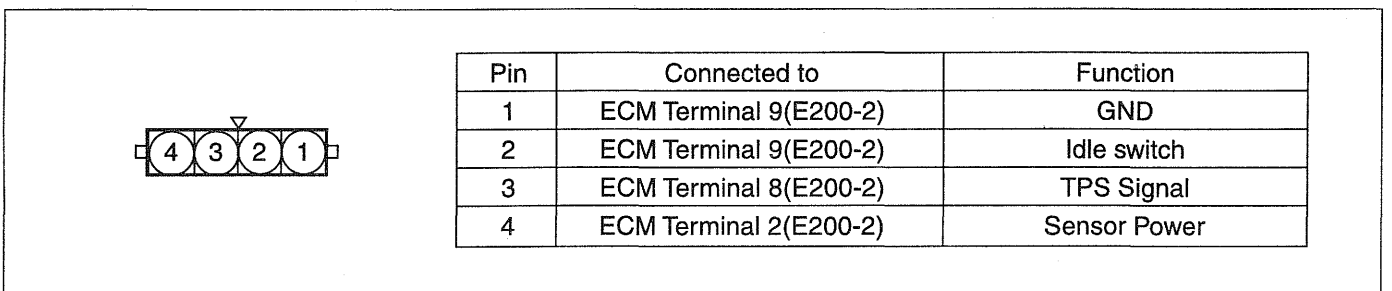 Pin Connected to Function
1 ECM Terminal 9(E200-2) GND
4 3 2 1
2 ECM Terminal 9(E200-2) Idle switch
3 ECM Terminal 8(E200-2) TPS Signal
4 ECM Terminal 2(E200-2) Sensor Power